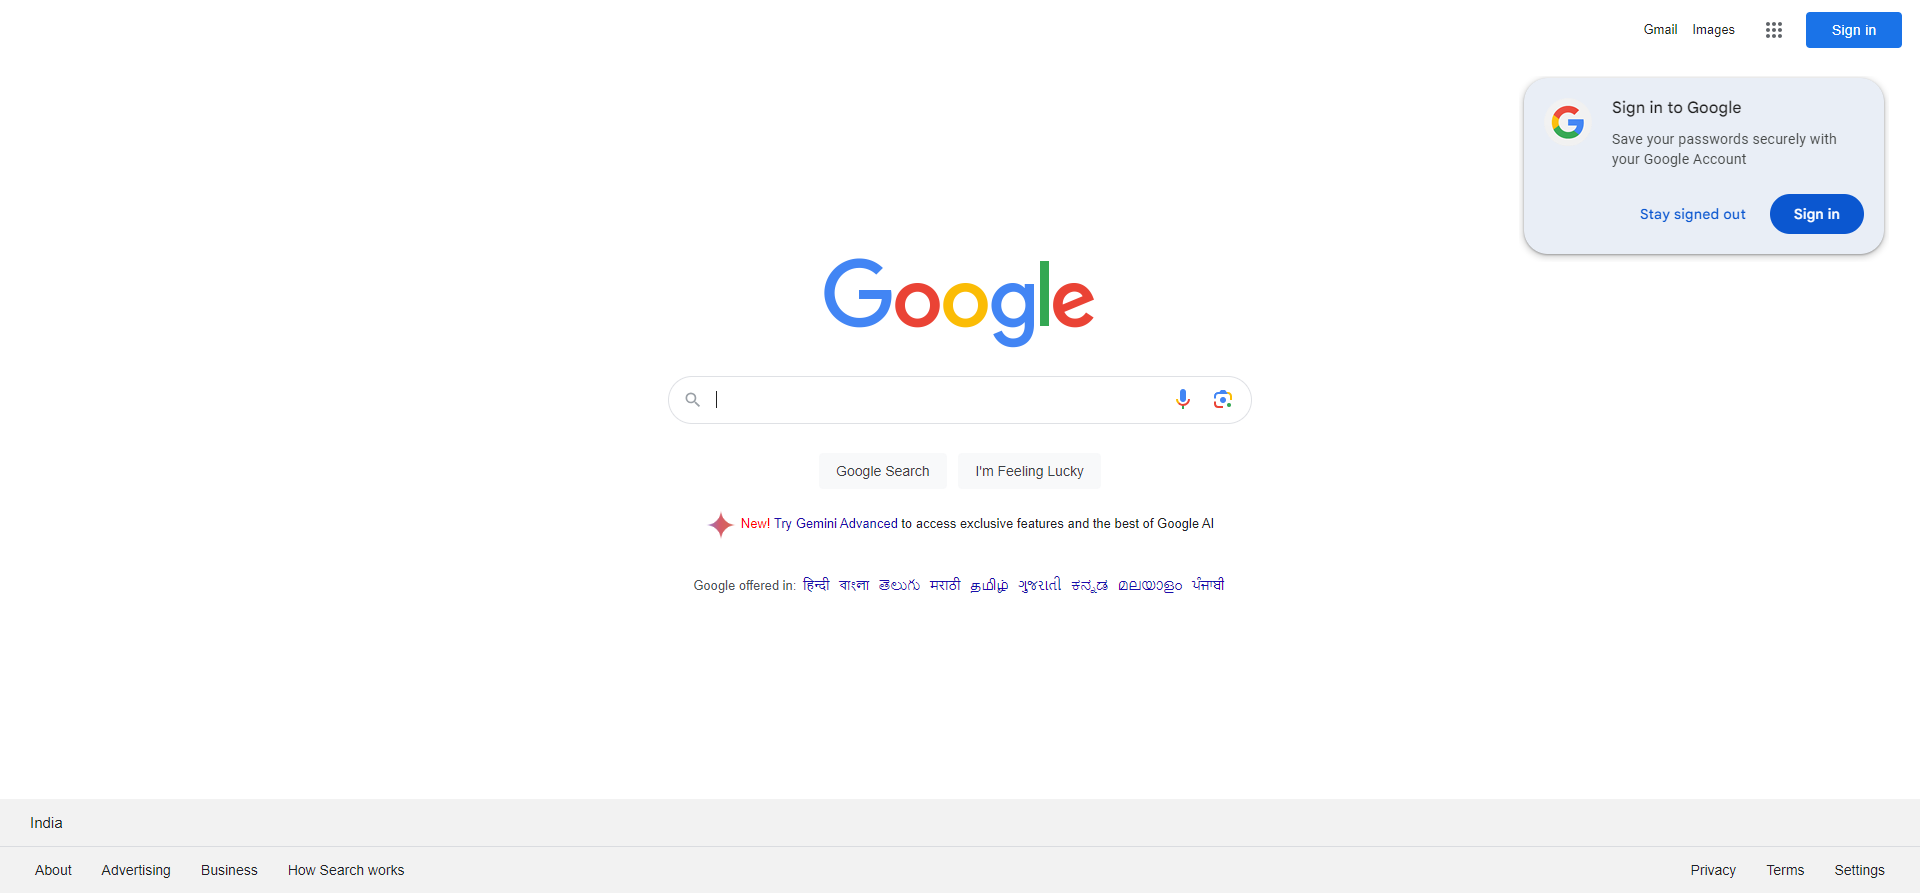 Gmail Images Sign in
Sign in to Google
Save your passwords securely with
your Google Account
Stay signed out Sign in
Google
Google Search I'm Feeling Lucky
New! Try Gemini Advanced to access exclusive features and the best of Google AI
Google offered in: हिन्दी বাংলা తెలుగు मराठी தமிழ் ગુજરાતી ಕನ್ನಡ മലയാളം ਪੰਜਾਬੀ
India
About Advertising Business How Search works Privacy Terms Settings